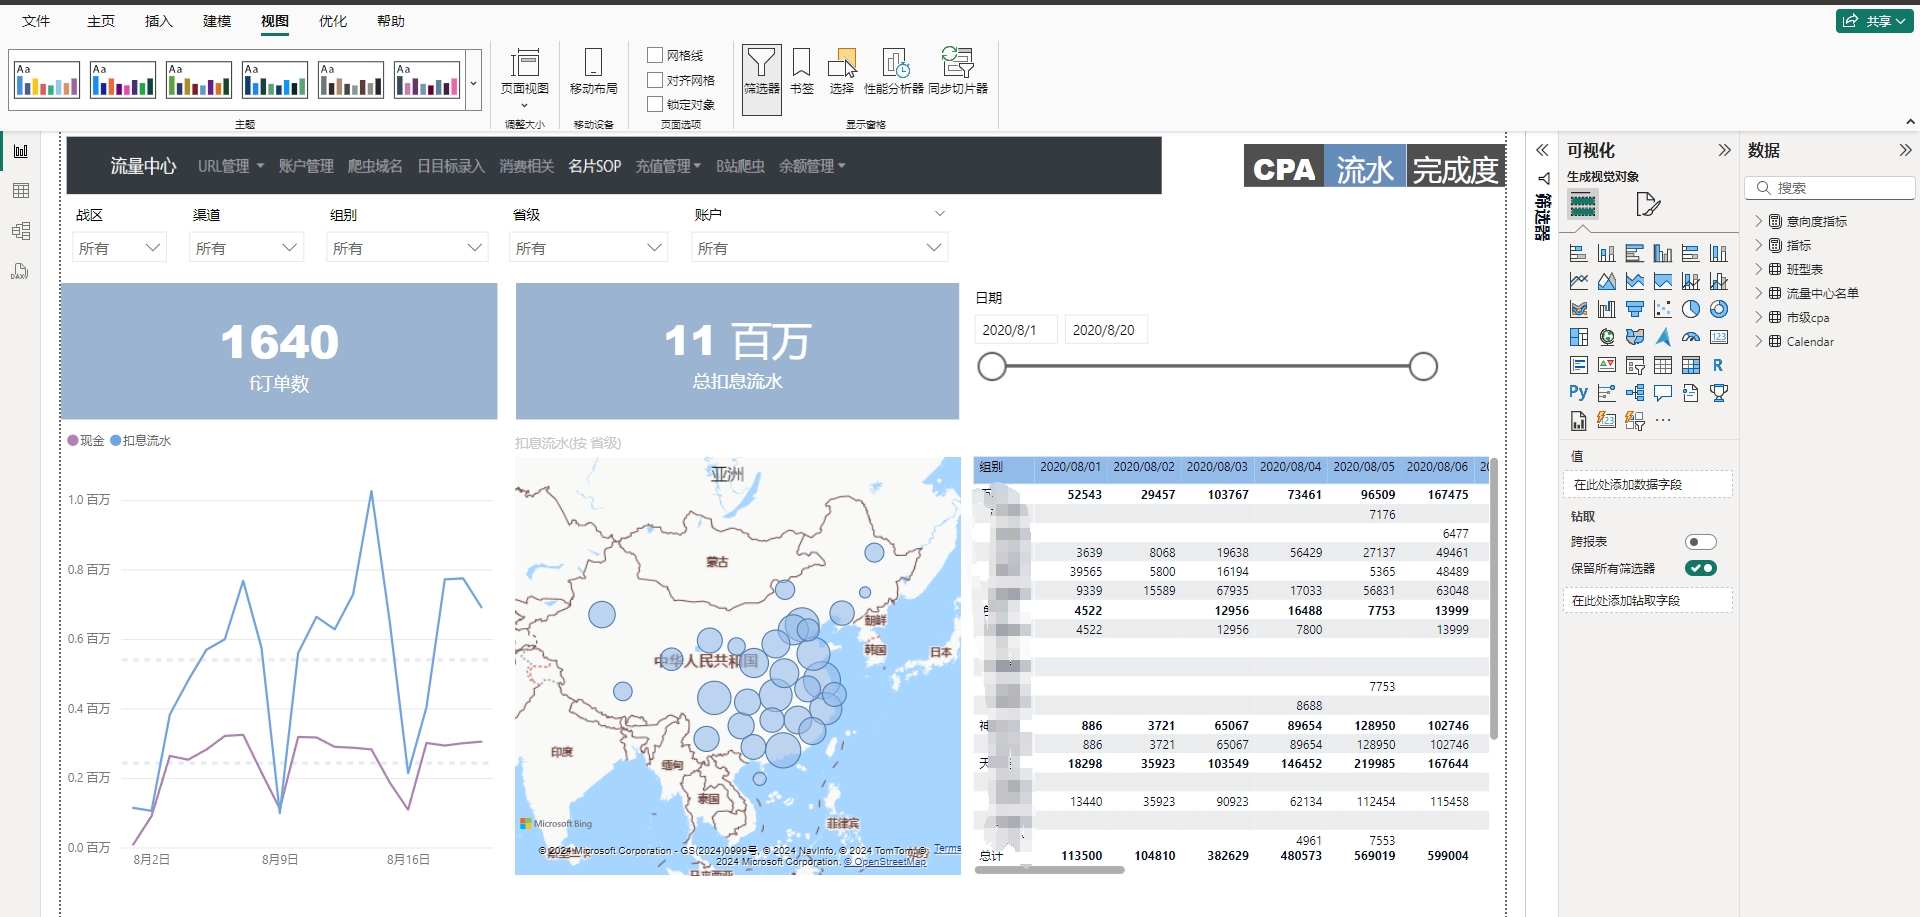 文件 主页 插入 建模 视图 优化 帮助 共享
Aa Aa Aa Aa Aa Aa
页面视图 移动布局 网格线 对齐网格 锁定对象 筛选器 书签 选择 性能分析器 同步切片器
主题 调整大小 移动设备 页面选项 显示窗格
流量中心 URL管理 账户管理 爬虫域名 日目标录入 消费相关 名片SOP 充值管理 B站爬虫 余额管理
CPA 流水 完成度
战区 渠道 组别 省级 账户
所有 所有 所有 所有 所有
1640
f订单数
11 百万
总扣息流水
日期
2020/8/1 2020/8/20
现金 扣息流水
1.0 百万
0.8 百万
0.6 百万
0.4 百万
0.2 百万
0.0 百万
8月2日 8月9日 8月16日
扣息流水(按 省级)
亚洲
蒙古
朝鲜
韩国
日本
中华人民共和国
印度
缅甸
泰国
菲律宾
Microsoft Bing
© 2024 Microsoft Corporation - GS(2024)0999号, © 2024 NavInfo, © 2024 TomTom, © 2024 Microsoft Corporation, © OpenStreetMap Terms
组别 2020/08/01 2020/08/02 2020/08/03 2020/08/04 2020/08/05 2020/08/06 20
52543 29457 103767 73461 96509 167475
7176
6477
3639 8068 19638 56429 27137 49461
39565 5800 16194 5365 48489
9339 15589 67935 17033 56831 63048
4522 12956 16488 7753 13999
4522 12956 7800 13999
7753
8688
886 3721 65067 89654 128950 102746
886 3721 65067 89654 128950 102746
天 18298 35923 103549 146452 219985 167644
13440 35923 90923 62134 112454 115458
4961 7553
总计 113500 104810 382629 480573 569019 599004
筛选器
可视化
生成视觉对象
123
R
Py
123
值
在此处添加数据字段
钻取
跨报表
保留所有筛选器
在此处添加钻取字段
数据
搜索
意向度指标
指标
班型表
流量中心名单
市级cpa
Calendar
DAX